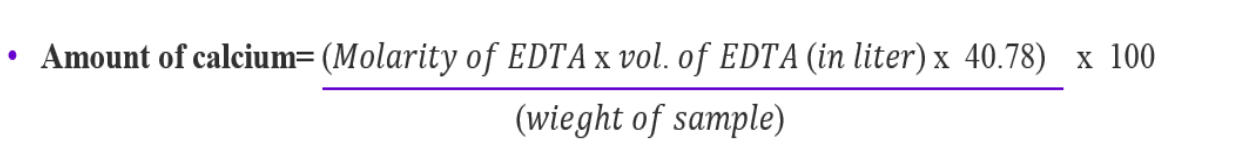 • Amount of calcium= (Molarity of EDTA x vol. of EDTA (in liter) x 40.78) x 100
(wieght of sample)